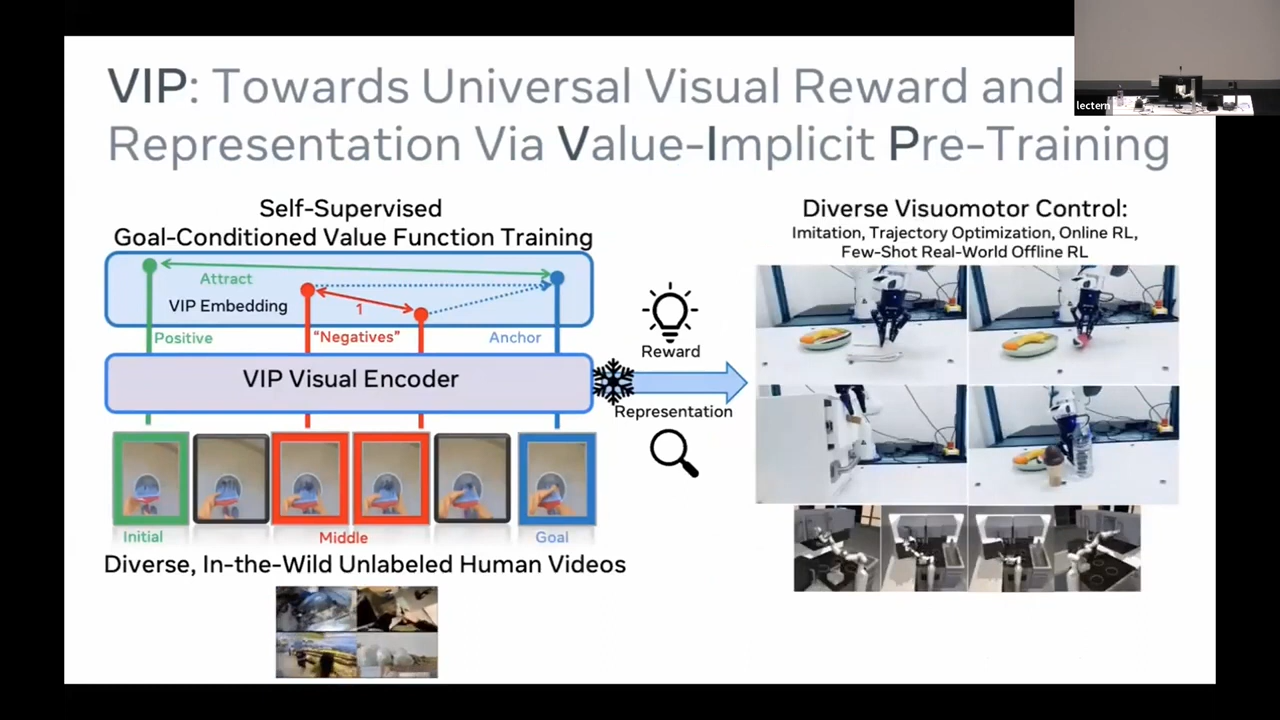 VIP: Towards Universal Visual Reward and
Representation Via Value-Implicit Pre-Training
lectern
Self-Supervised
Goal-Conditioned Value Function Training
Attract
VIP Embedding
1
Positive
"Negatives"
Anchor
VIP Visual Encoder
Initial
Middle
Goal
Diverse, In-the-Wild Unlabeled Human Videos
Reward
Representation
Diverse Visuomotor Control:
Imitation, Trajectory Optimization, Online RL,
Few-Shot Real-World Offline RL